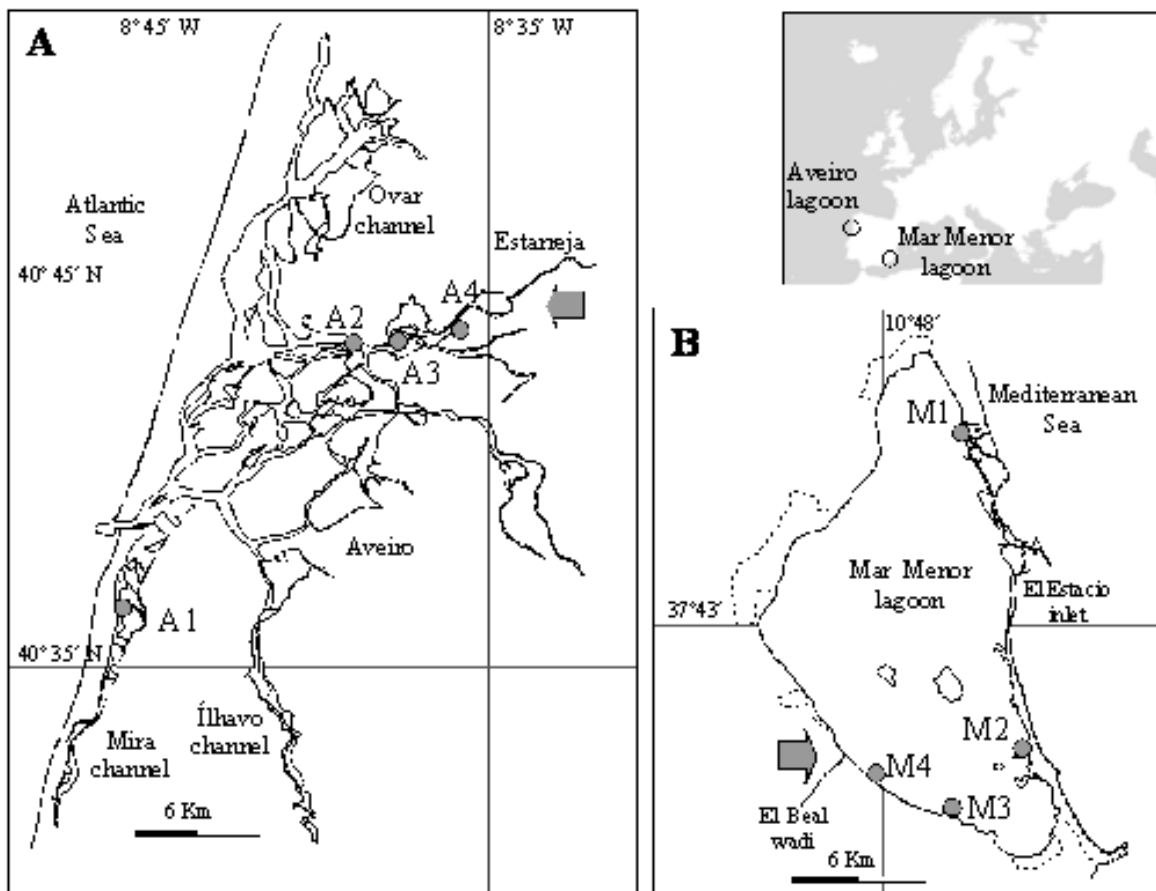 A
8° 45´ W
8° 35´ W
Atlantic
Sea
Ovar
channel
Estarreja
40° 45´ N
A4
A2
A3
Aveiro
A1
40° 35´ N
Ílhavo
channel
Mira
channel
6 Km
Aveiro
lagoon
Mar Menor
lagoon
B
10°48´
Mediterranean
Sea
M1
Mar Menor
lagoon
El Estacio
inlet
37°43´
M2
M4
M3
El Beal
wadi
6 Km